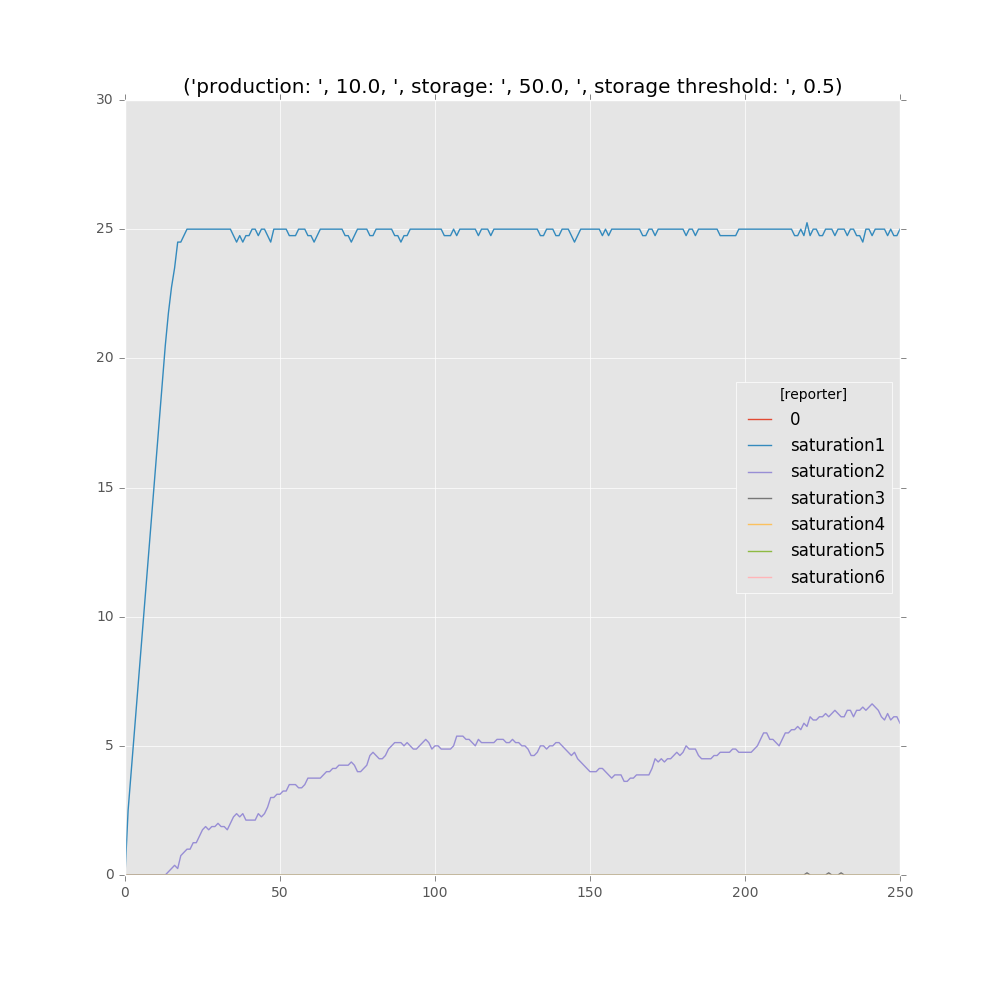 ('production: ', 10.0, ', storage: ', 50.0, ', storage threshold: ', 0.5)
30
25
20
15
10
5
0
0 50 100 150 200 250
[reporter]
0
saturation1
saturation2
saturation3
saturation4
saturation5
saturation6